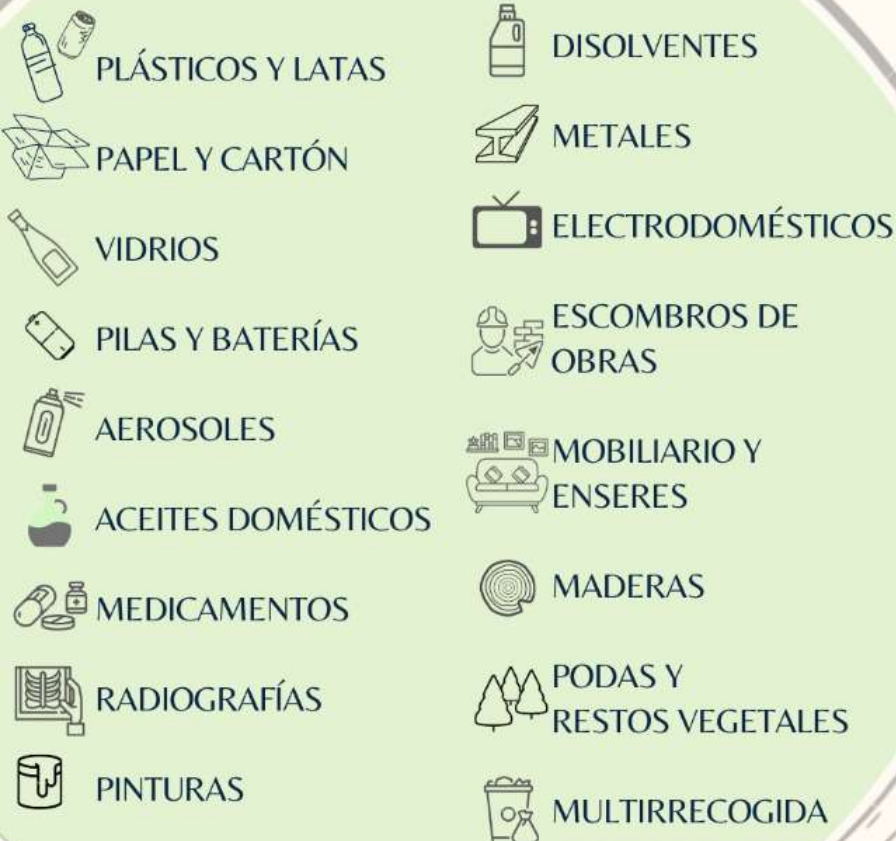 PLÁSTICOS Y LATAS
PAPEL Y CARTÓN
VIDRIOS
PILAS Y BATERÍAS
AEROSOLES
ACEITES DOMÉSTICOS
MEDICAMENTOS
RADIOGRAFÍAS
PINTURAS
DISOLVENTES
METALES
ELECTRODOMÉSTICOS
ESCOMBROS DE
OBRAS
MOBILIARIO Y
ENSERES
MADERAS
PODAS Y
RESTOS VEGETALES
MULTIRRECOGIDA